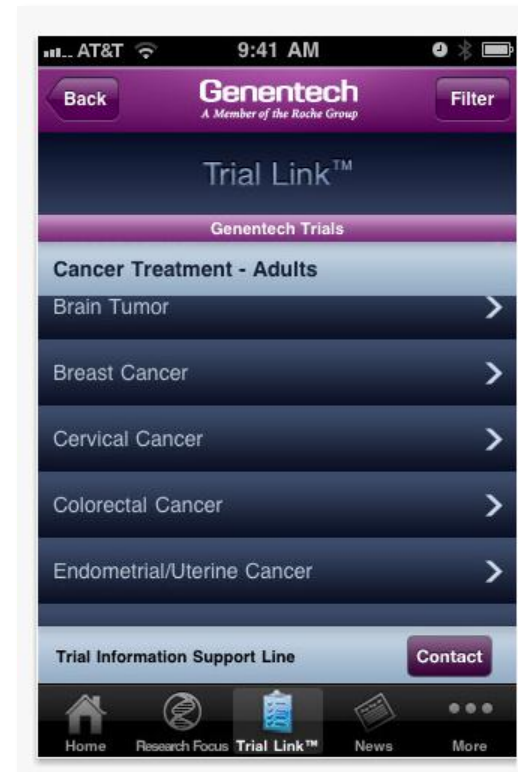 AT&T 9:41 AM
Back Genentech Filter
A Member of the Roche Group
Trial Link™
Genentech Trials
Cancer Treatment - Adults
Brain Tumor
Breast Cancer
Cervical Cancer
Colorectal Cancer
Endometrial/Uterine Cancer
Trial Information Support Line Contact
Home Research Focus Trial Link™ News More